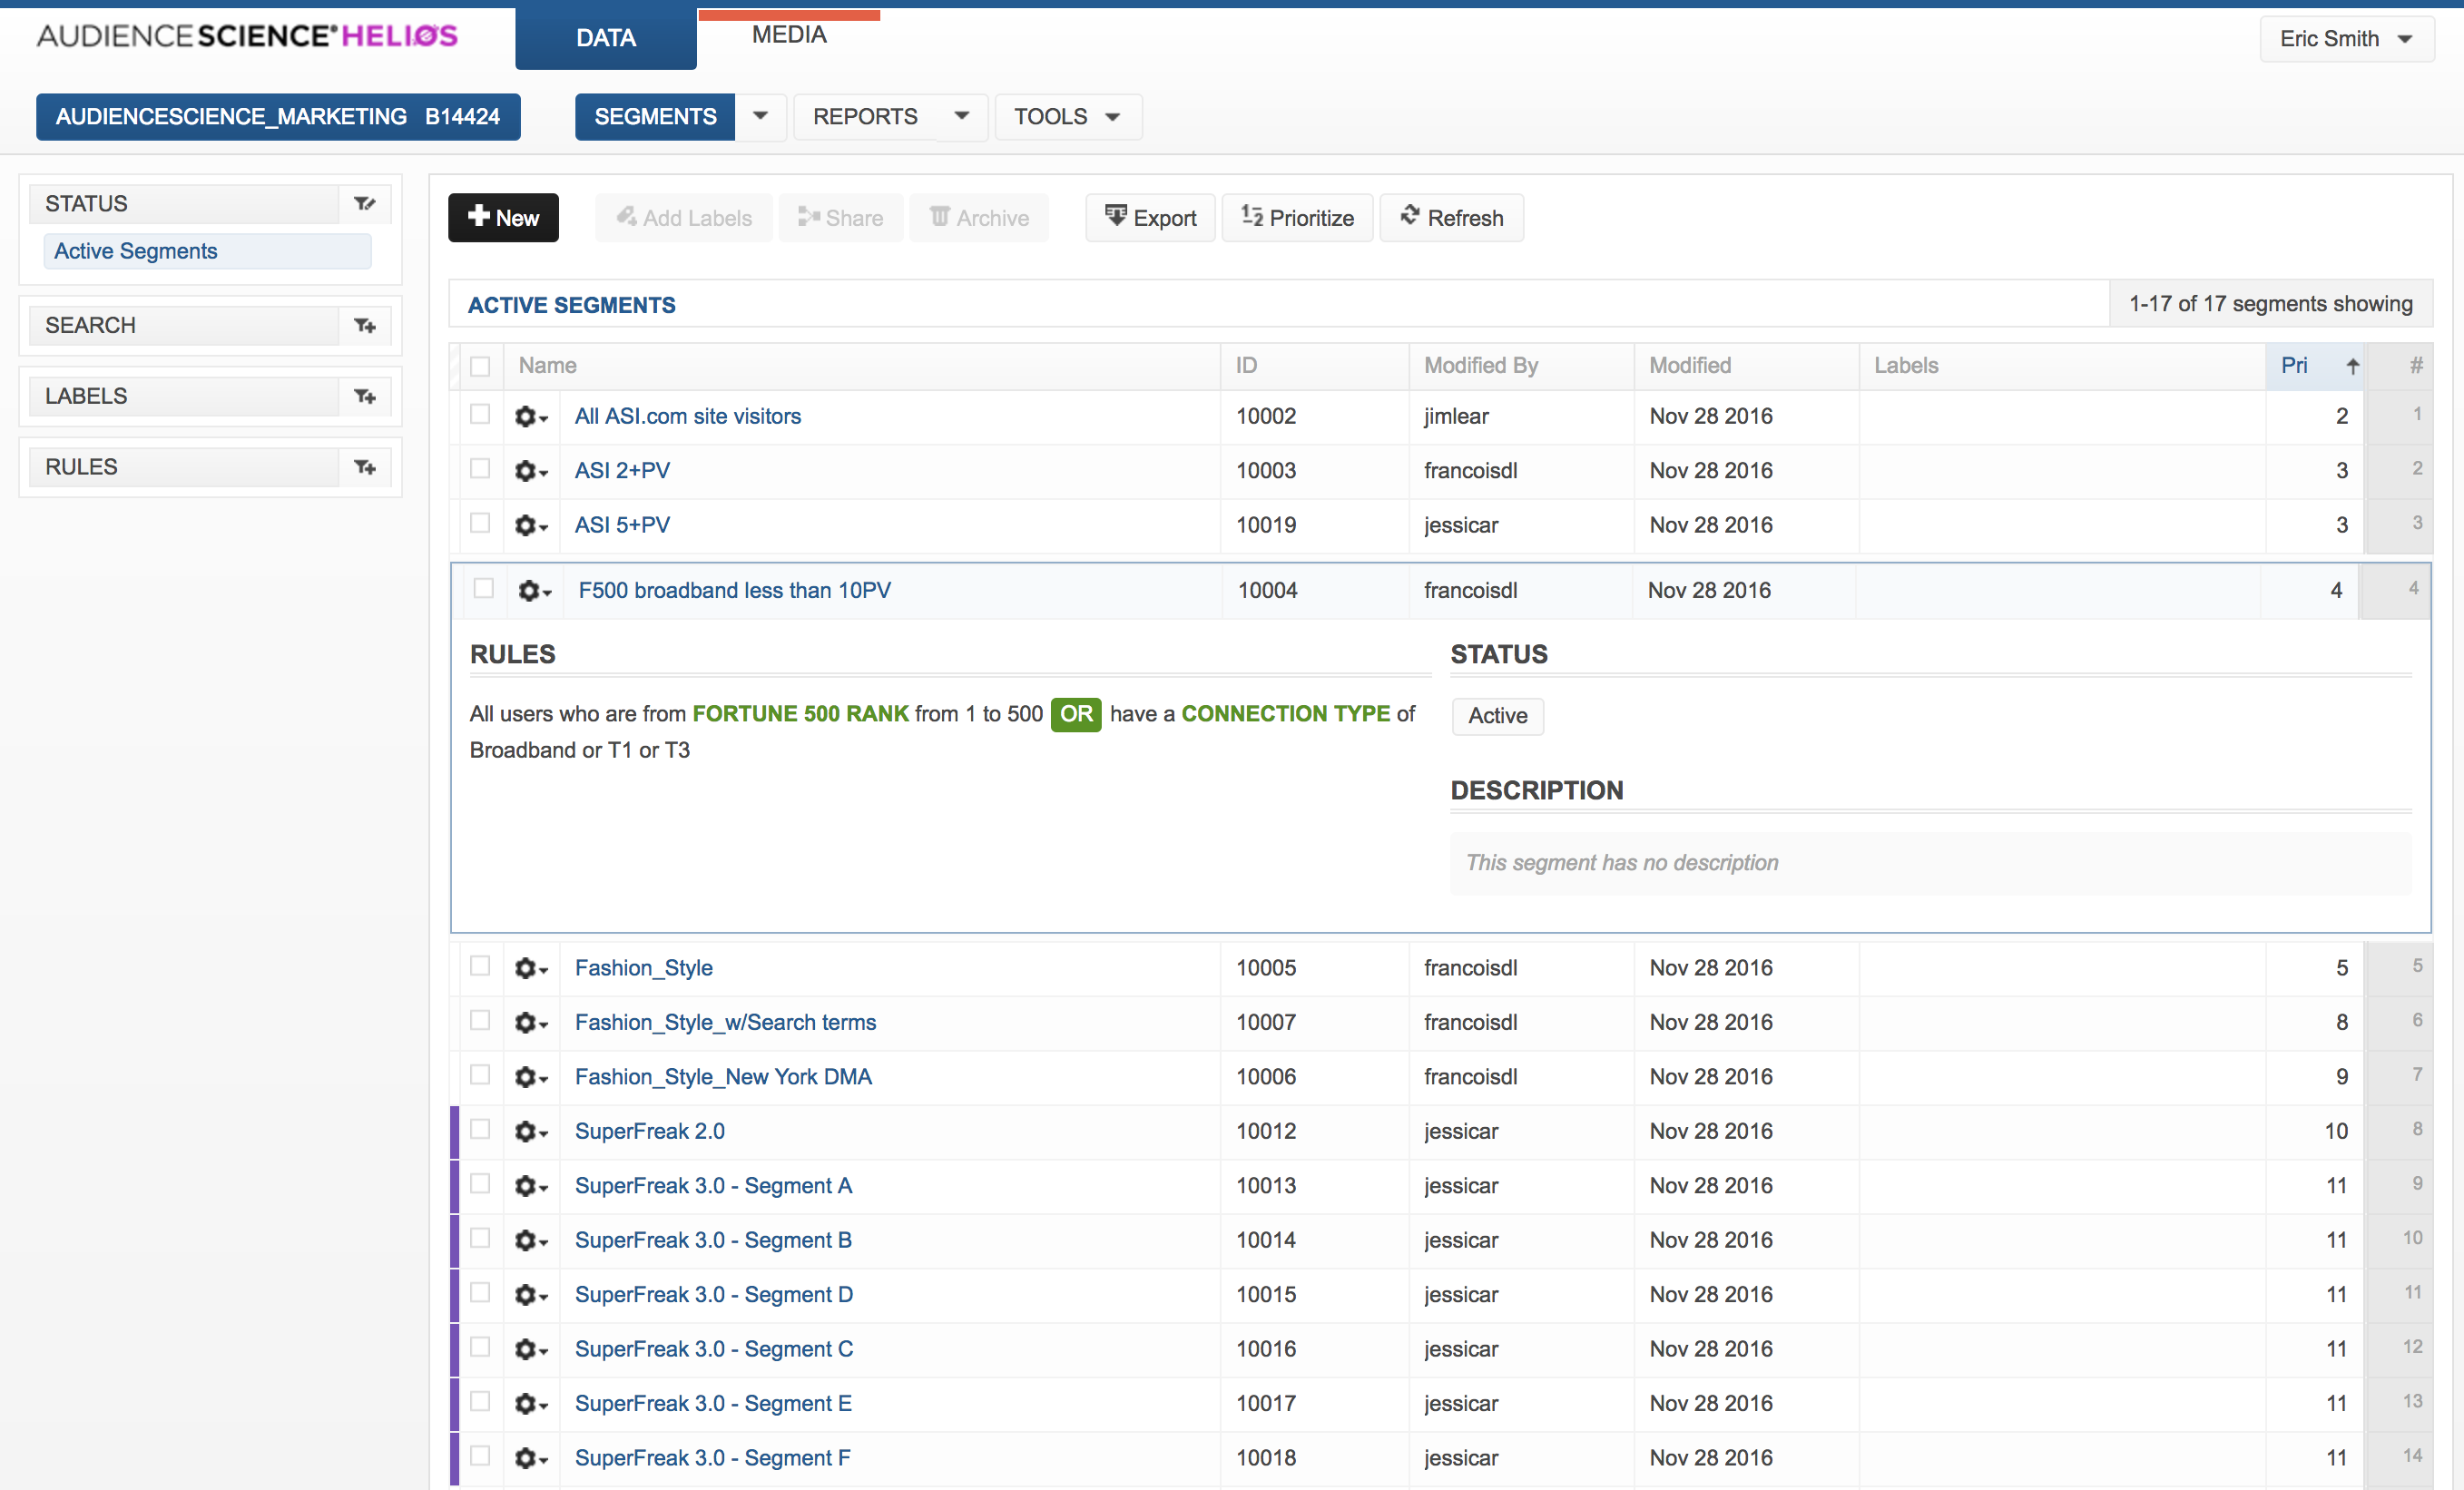 AUDIENCESCIENCE® HELIOS
DATA
MEDIA
Eric Smith
AUDIENCESCIENCE_MARKETING B14424
SEGMENTS
REPORTS
TOOLS
STATUS
Active Segments
SEARCH
LABELS
RULES
New
Add Labels
Share
Archive
Export
Prioritize
Refresh
ACTIVE SEGMENTS
1-17 of 17 segments showing
Name ID Modified By Modified Labels Pri #
All ASI.com site visitors 10002 jimlear Nov 28 2016 2 1
ASI 2+PV 10003 francoisdl Nov 28 2016 3 2
ASI 5+PV 10019 jessicar Nov 28 2016 3 3
F500 broadband less than 10PV 10004 francoisdl Nov 28 2016 4 4
RULES
All users who are from FORTUNE 500 RANK from 1 to 500 OR have a CONNECTION TYPE of
Broadband or T1 or T3
STATUS
Active
DESCRIPTION
This segment has no description
Fashion_Style 10005 francoisdl Nov 28 2016 5 5
Fashion_Style_w/Search terms 10007 francoisdl Nov 28 2016 8 6
Fashion_Style_New York DMA 10006 francoisdl Nov 28 2016 9 7
SuperFreak 2.0 10012 jessicar Nov 28 2016 10 8
SuperFreak 3.0 - Segment A 10013 jessicar Nov 28 2016 11 9
SuperFreak 3.0 - Segment B 10014 jessicar Nov 28 2016 11 10
SuperFreak 3.0 - Segment D 10015 jessicar Nov 28 2016 11 11
SuperFreak 3.0 - Segment C 10016 jessicar Nov 28 2016 11 12
SuperFreak 3.0 - Segment E 10017 jessicar Nov 28 2016 11 13
SuperFreak 3.0 - Segment F 10018 jessicar Nov 28 2016 11 14